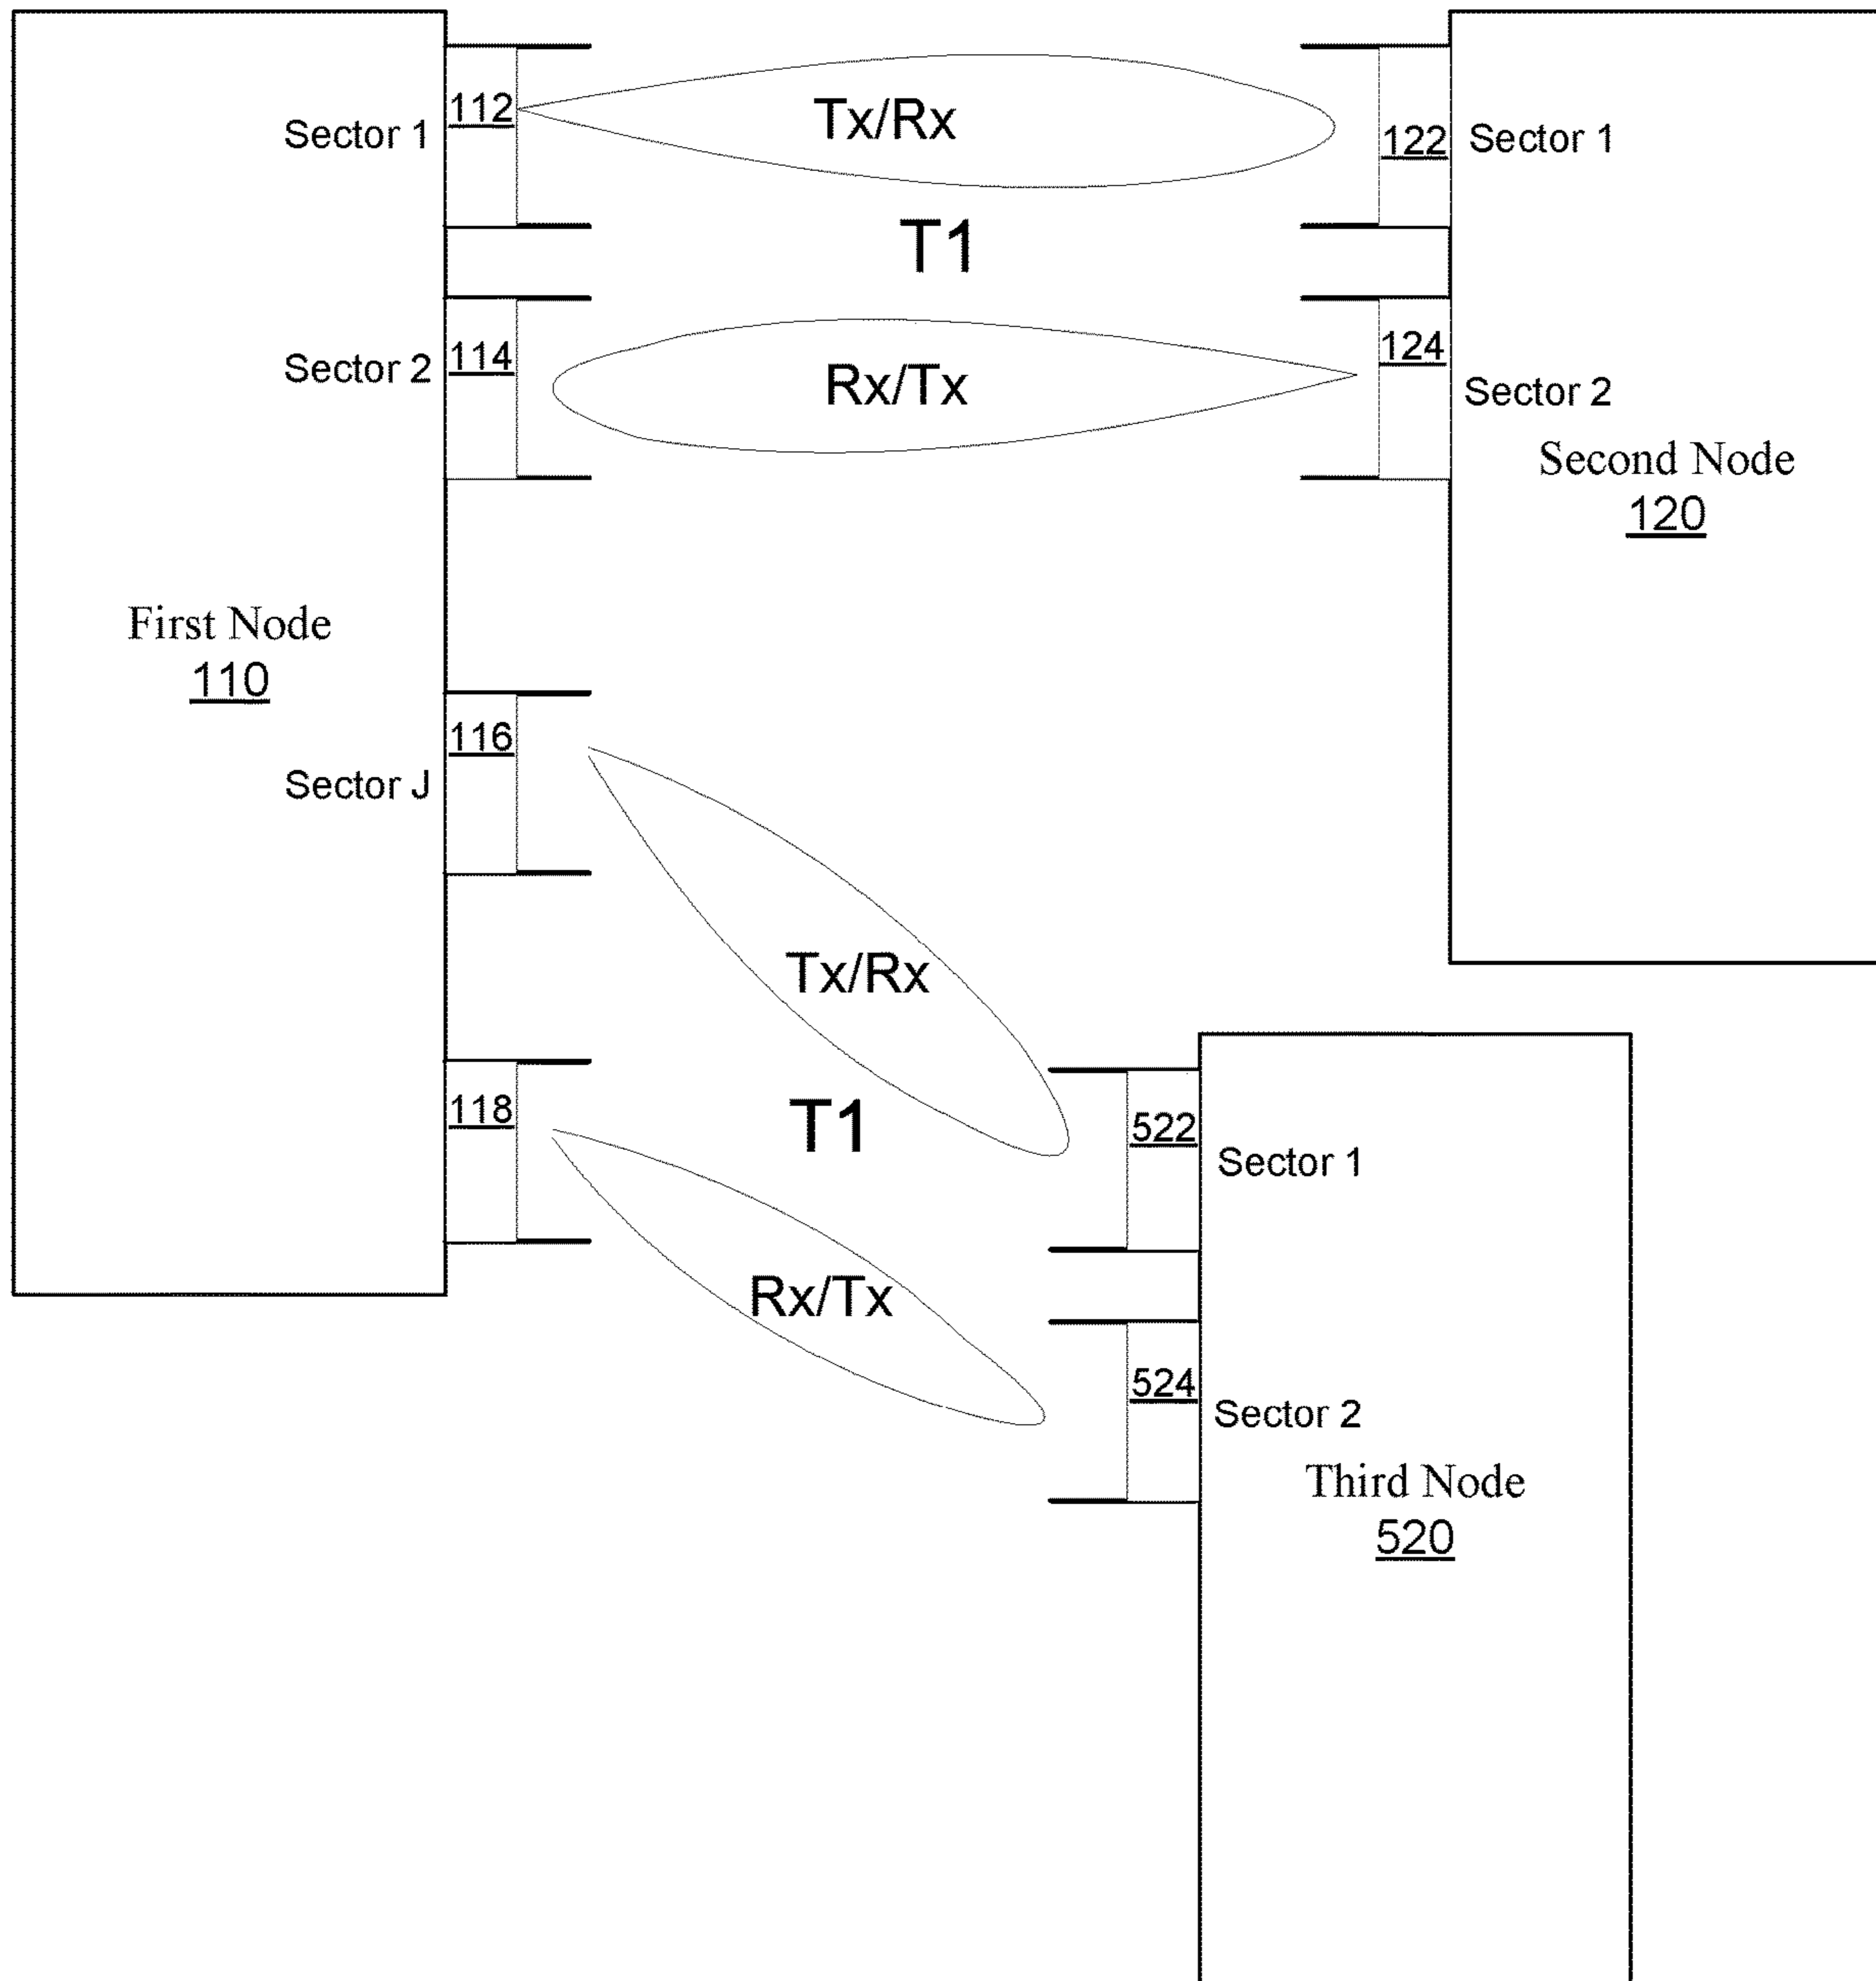 112
Tx/Rx
Sector 1
122
Sector 1
T1
114
Sector 2
124
Rx/Tx
Sector 2
Second Node
120
First Node
110
116
Sector J
Tx/Rx
118
T1
522
Sector 1
Rx/Tx
524
Sector 2
Third Node
520